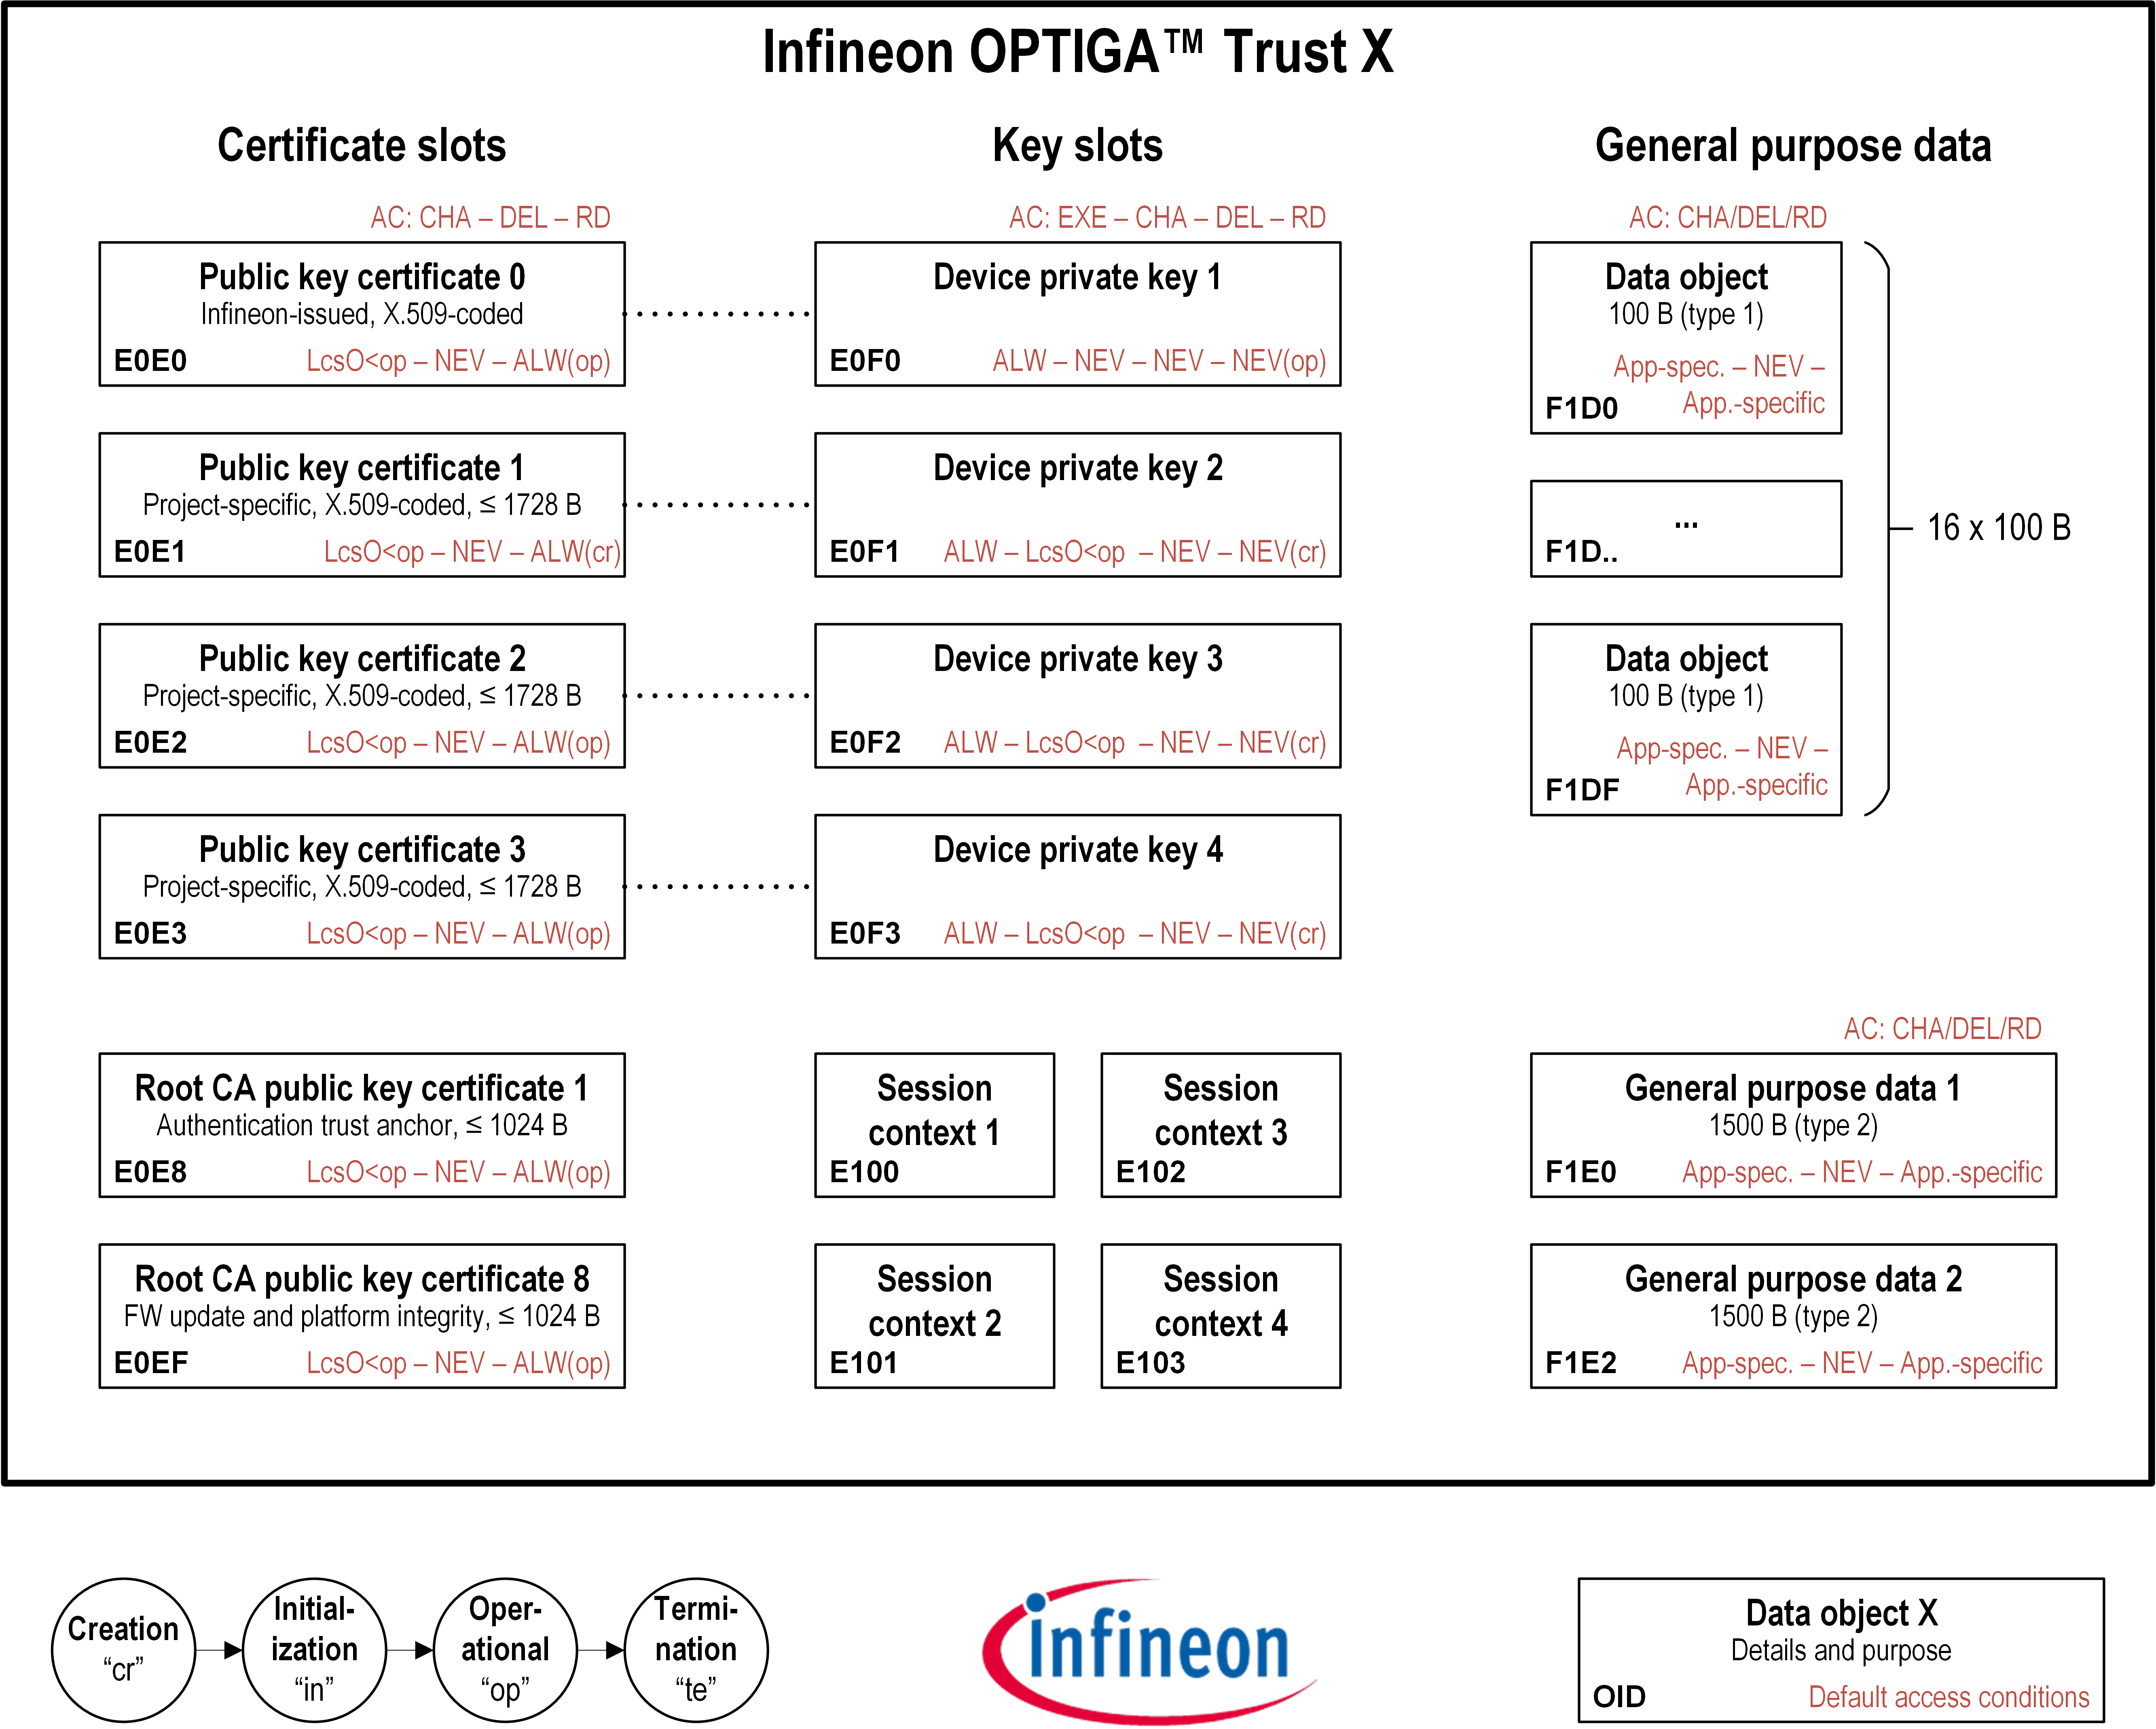 Infineon OPTIGA™ Trust X
Certificate slots
AC: CHA – DEL – RD
Public key certificate 0
Infineon-issued, X.509-coded
E0E0 LcsO<op – NEV – ALW(op)
Public key certificate 1
Project-specific, X.509-coded, ≤ 1728 B
E0E1 LcsO<op – NEV – ALW(cr)
Public key certificate 2
Project-specific, X.509-coded, ≤ 1728 B
E0E2 LcsO<op – NEV – ALW(op)
Public key certificate 3
Project-specific, X.509-coded, ≤ 1728 B
E0E3 LcsO<op – NEV – ALW(op)
Root CA public key certificate 1
Authentication trust anchor, ≤ 1024 B
E0E8 LcsO<op – NEV – ALW(op)
Root CA public key certificate 8
FW update and platform integrity, ≤ 1024 B
E0EF LcsO<op – NEV – ALW(op)
Key slots
AC: EXE – CHA – DEL – RD
Device private key 1
E0F0 ALW – NEV – NEV – NEV(op)
Device private key 2
E0F1 ALW – LcsO<op – NEV – NEV(cr)
Device private key 3
E0F2 ALW – LcsO<op – NEV – NEV(cr)
Device private key 4
E0F3 ALW – LcsO<op – NEV – NEV(cr)
Session
context 1
E100
Session
context 3
E102
Session
context 2
E101
Session
context 4
E103
General purpose data
AC: CHA/DEL/RD
Data object
100 B (type 1)
App-spec. – NEV –
App.-specific
F1D0
...
F1D..
Data object
100 B (type 1)
App-spec. – NEV –
App.-specific
F1DF
16 x 100 B
AC: CHA/DEL/RD
General purpose data 1
1500 B (type 2)
F1E0 App-spec. – NEV – App.-specific
General purpose data 2
1500 B (type 2)
F1E2 App-spec. – NEV – App.-specific
Creation
“cr”
Initial-
ization
“in”
Oper-
ational
“op”
Termi-
nation
“te”
infineon
Data object X
Details and purpose
OID Default access conditions